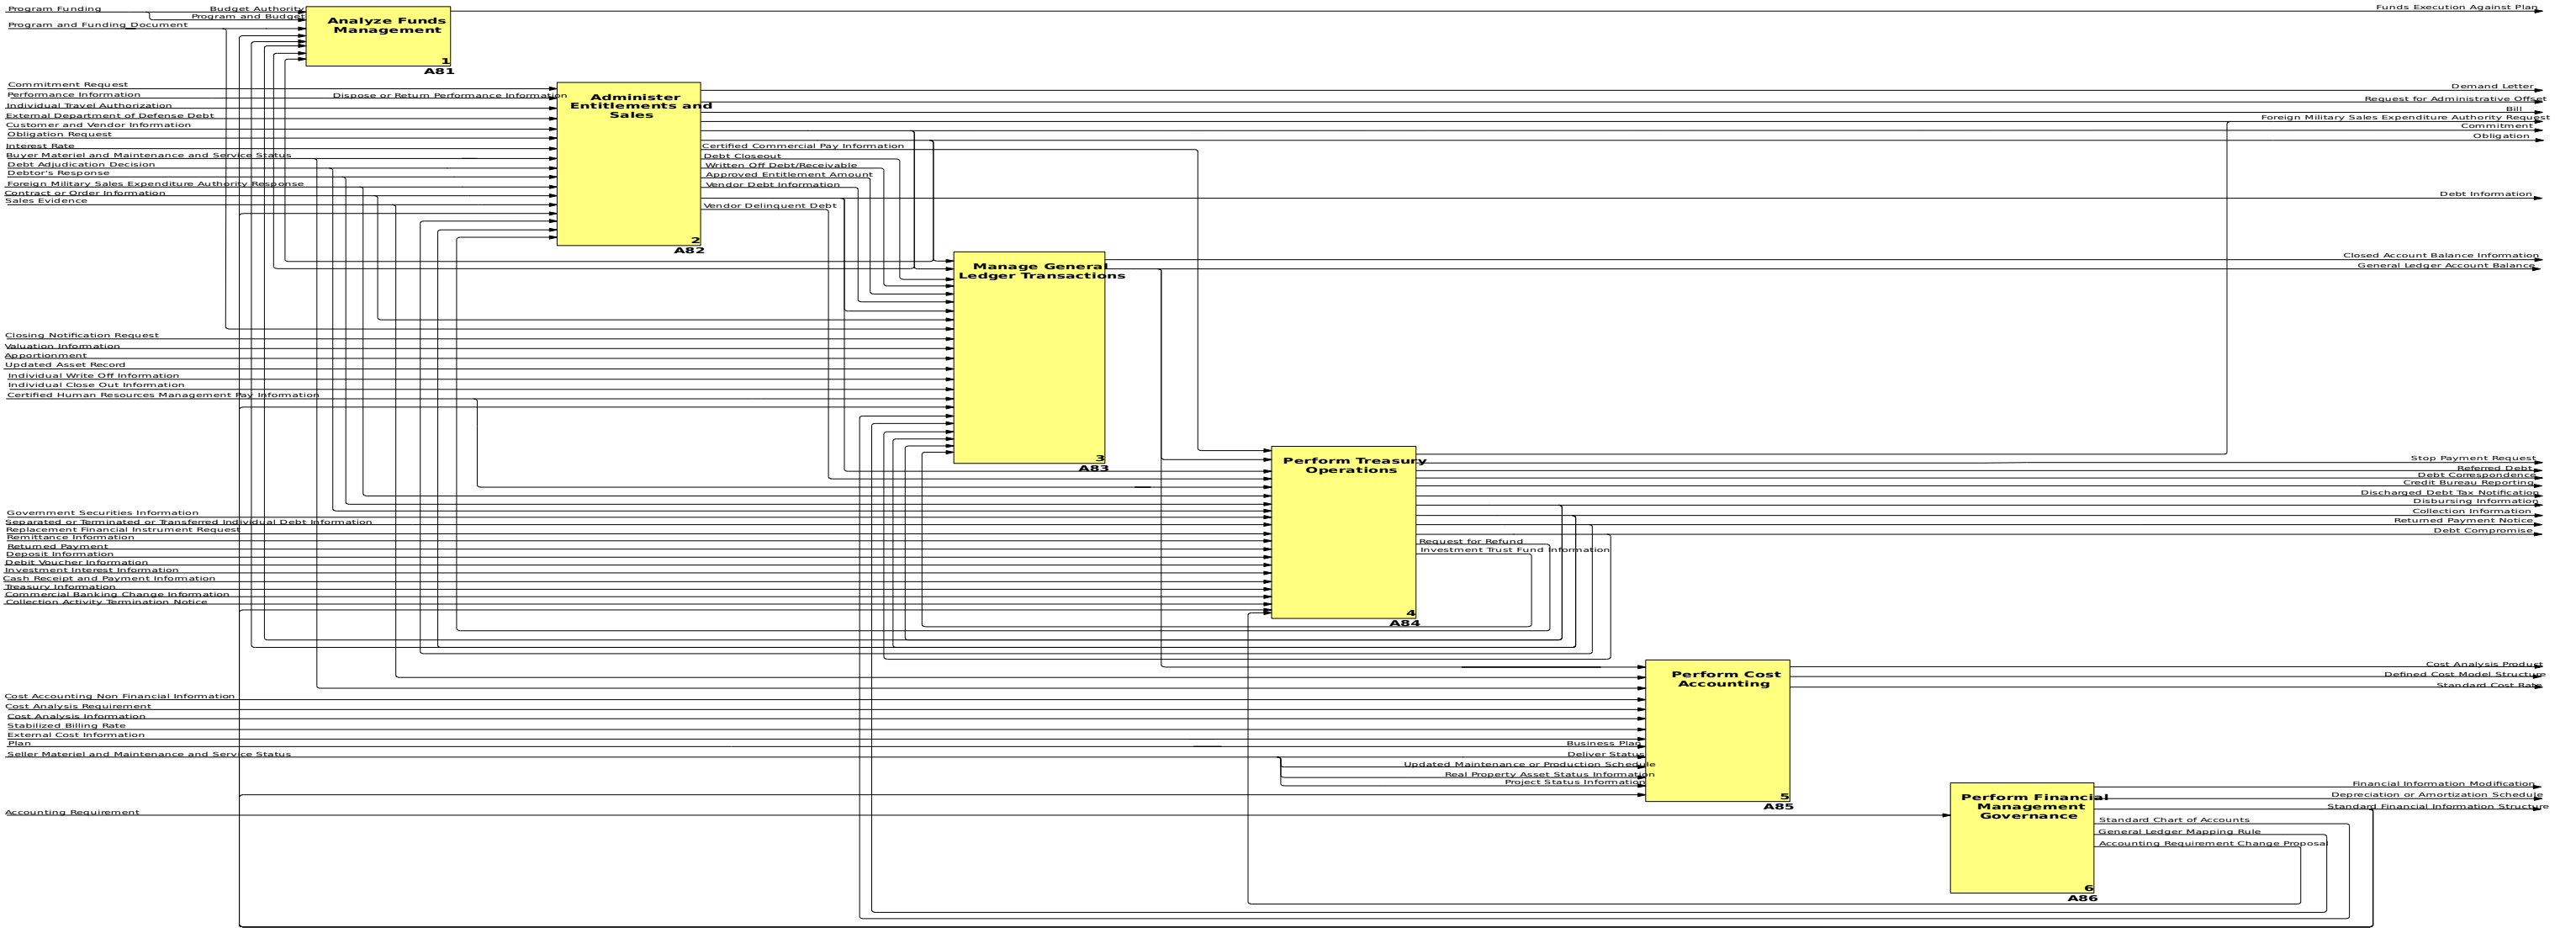 Program Funding
Budget Authority
Program and Budget
Program and Funding Document
Analyze Funds
Management
1
A81
Funds Execution Against Plan
Commitment Request
Performance Information
Dispose or Return Performance Information
Individual Travel Authorization
External Department of Defense Debt
Customer and Vendor Information
Obligation Request
Interest Rate
Buyer Materiel and Maintenance and Service Status
Debt Adjudication Decision
Debtor's Response
Foreign Military Sales Expenditure Authority Response
Contract or Order Information
Sales Evidence
Administer
Entitlements and
Sales
2
A82
Demand Letter
Request for Administrative Offset
Bill
Foreign Military Sales Expenditure Authority Request
Commitment
Obligation
Certified Commercial Pay Information
Debt Closeout
Written Off Debt/Receivable
Approved Entitlement Amount
Vendor Debt Information
Debt Information
Vendor Delinquent Debt
Manage General
Ledger Transactions
3
A83
Closed Account Balance Information
General Ledger Account Balance
Closing Notification Request
Valuation Information
Apportionment
Updated Asset Record
Individual Write Off Information
Individual Close Out Information
Certified Human Resources Management Pay Information
Perform Treasury
Operations
4
A84
Stop Payment Request
Referred Debt
Debt Correspondence
Credit Bureau Reporting
Discharged Debt Tax Notification
Disbursing Information
Collection Information
Returned Payment Notice
Debt Compromise
Request for Refund
Investment Trust Fund Information
Government Securities Information
Separated or Terminated or Transferred Individual Debt Information
Replacement Financial Instrument Request
Remittance Information
Returned Payment
Deposit Information
Debit Voucher Information
Investment Interest Information
Cash Receipt and Payment Information
Treasury Information
Commercial Banking Change Information
Collection Activity Termination Notice
Perform Cost
Accounting
5
A85
Cost Analysis Product
Defined Cost Model Structure
Standard Cost Rate
Cost Accounting Non Financial Information
Cost Analysis Requirement
Cost Analysis Information
Stabilized Billing Rate
External Cost Information
Plan
Business Plan
Seller Materiel and Maintenance and Service Status
Deliver Status
Updated Maintenance or Production Schedule
Real Property Asset Status Information
Project Status Information
Accounting Requirement
Perform Financial
Management
Governance
6
A86
Financial Information Modification
Depreciation or Amortization Schedule
Standard Financial Information Structure
Standard Chart of Accounts
General Ledger Mapping Rule
Accounting Requirement Change Proposal